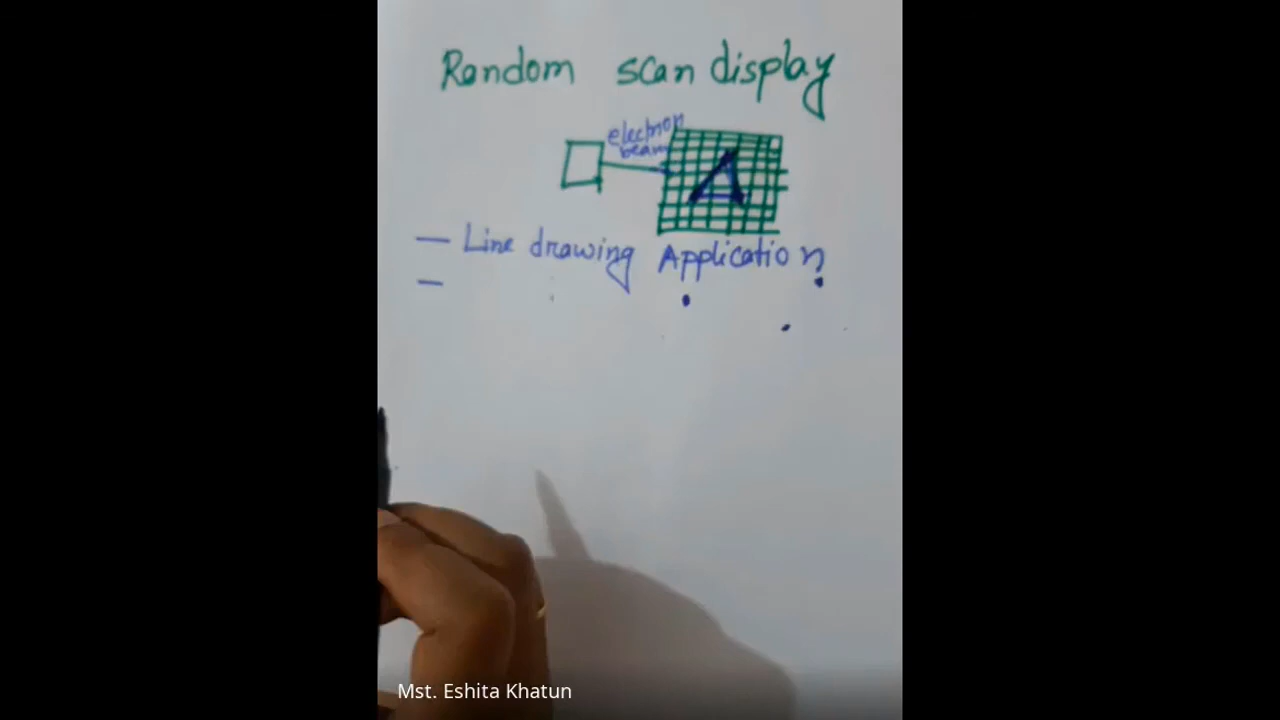 Random scan display
electron
beam
— Line drawing Application
—
Mst. Eshita Khatun